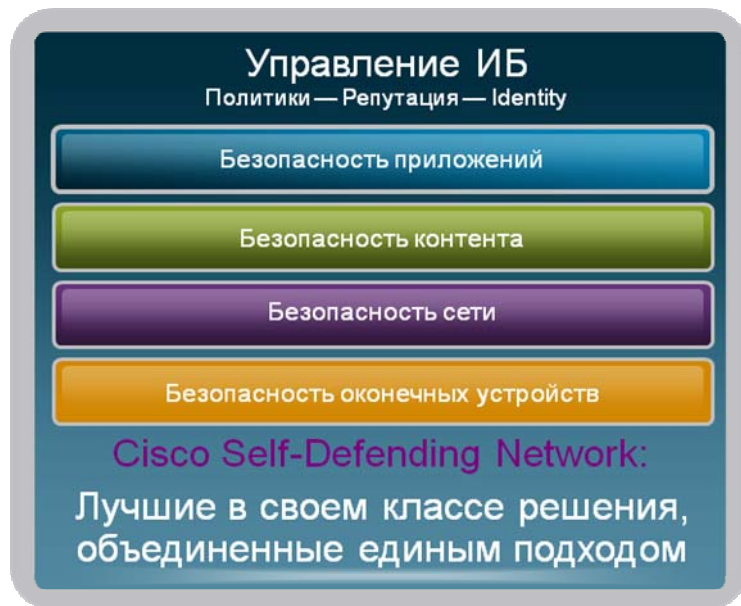 Управление ИБ
Политики — Репутация — Identity
Безопасность приложений
Безопасность контента
Безопасность сети
Безопасность оконечных устройств
Cisco Self-Defending Network:
Лучшие в своем классе решения,
объединенные единым подходом